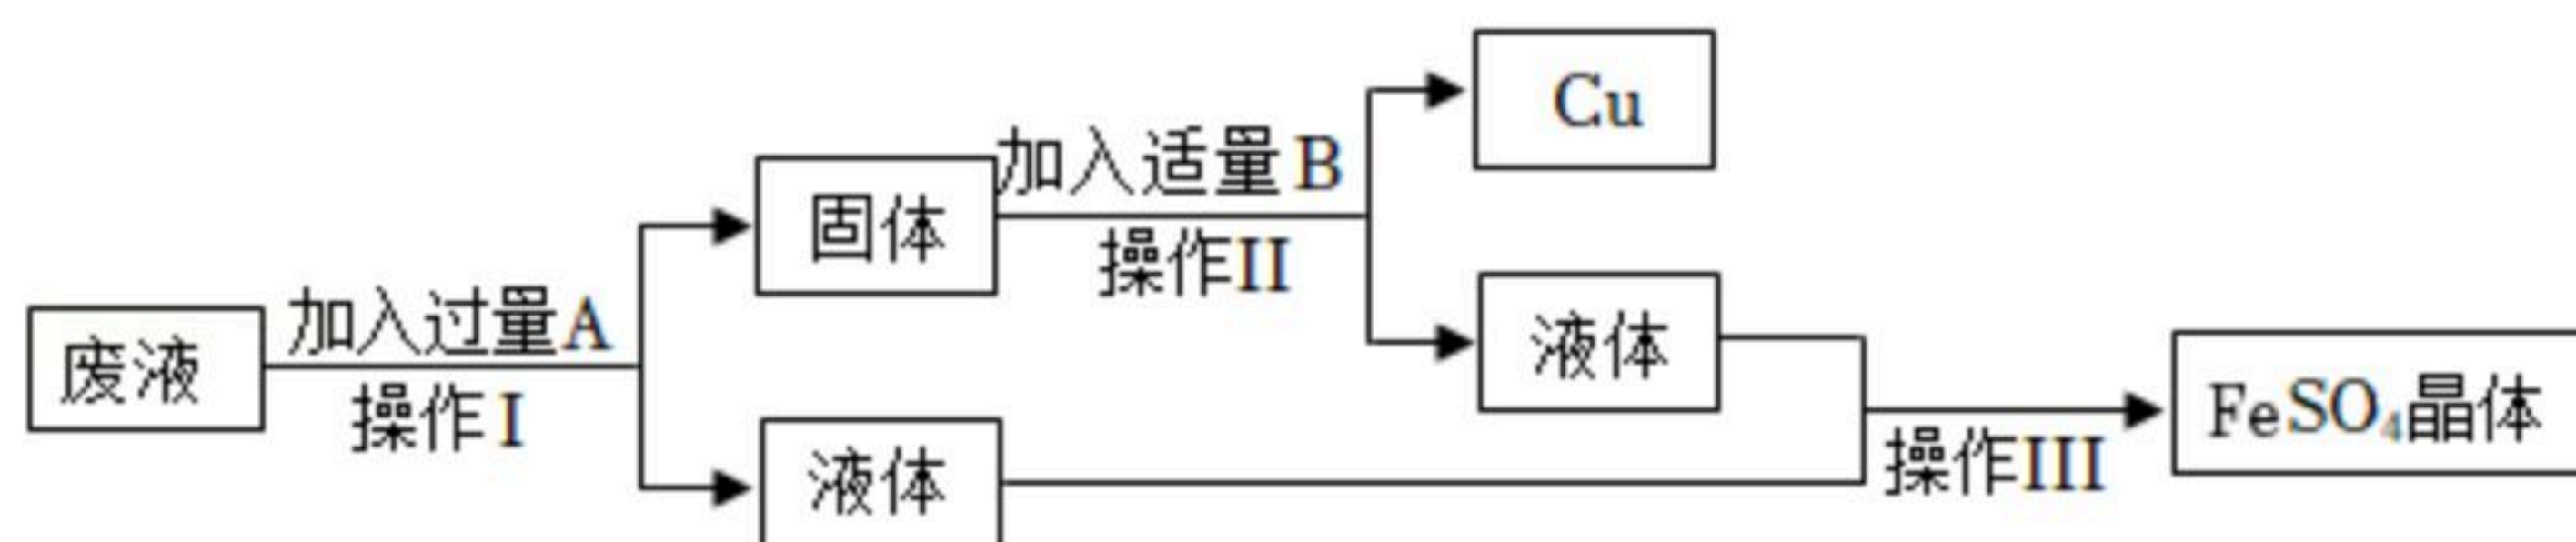 废液
加入过量A
操作I
固体
液体
加入适量B
操作II
Cu
液体
操作III
FeSO₄晶体